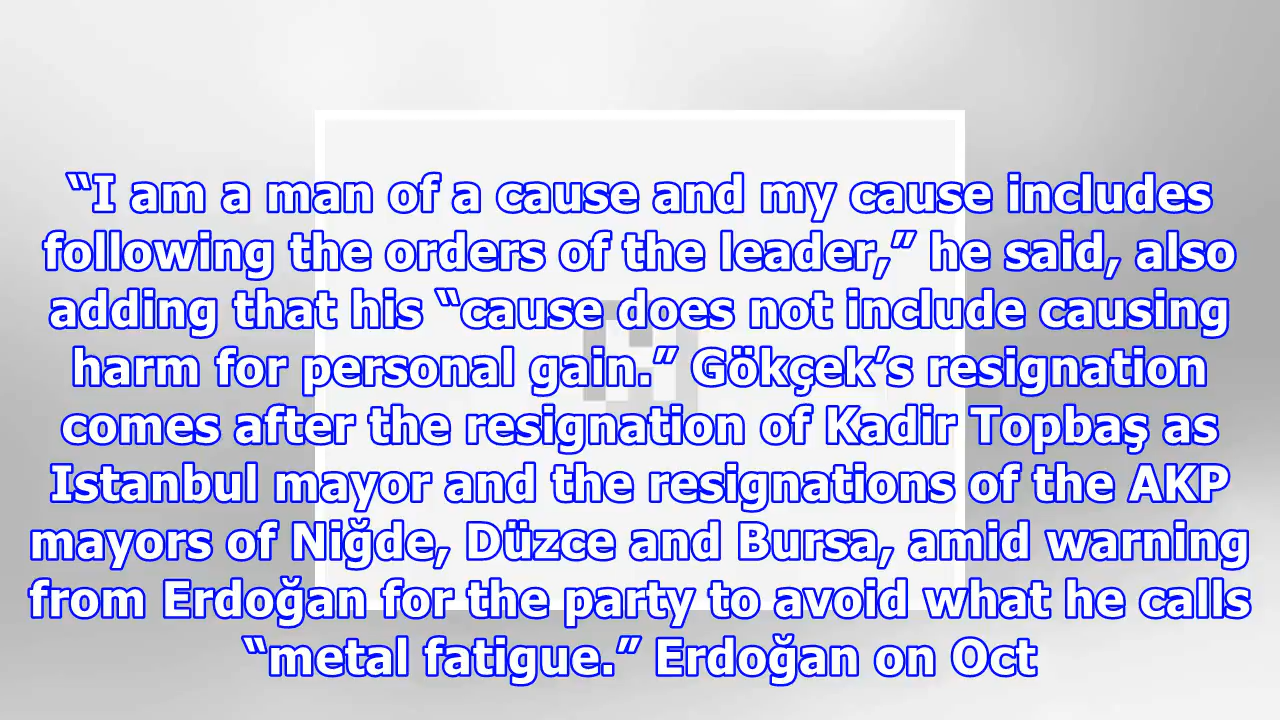 “I am a man of a cause and my cause includes
following the orders of the leader,” he said, also
adding that his “cause does not include causing
harm for personal gain.” Gökçek’s resignation
comes after the resignation of Kadir Topbaş as
Istanbul mayor and the resignations of the AKP
mayors of Niğde, Düzce and Bursa, amid warning
from Erdoğan for the party to avoid what he calls
“metal fatigue.” Erdoğan on Oct